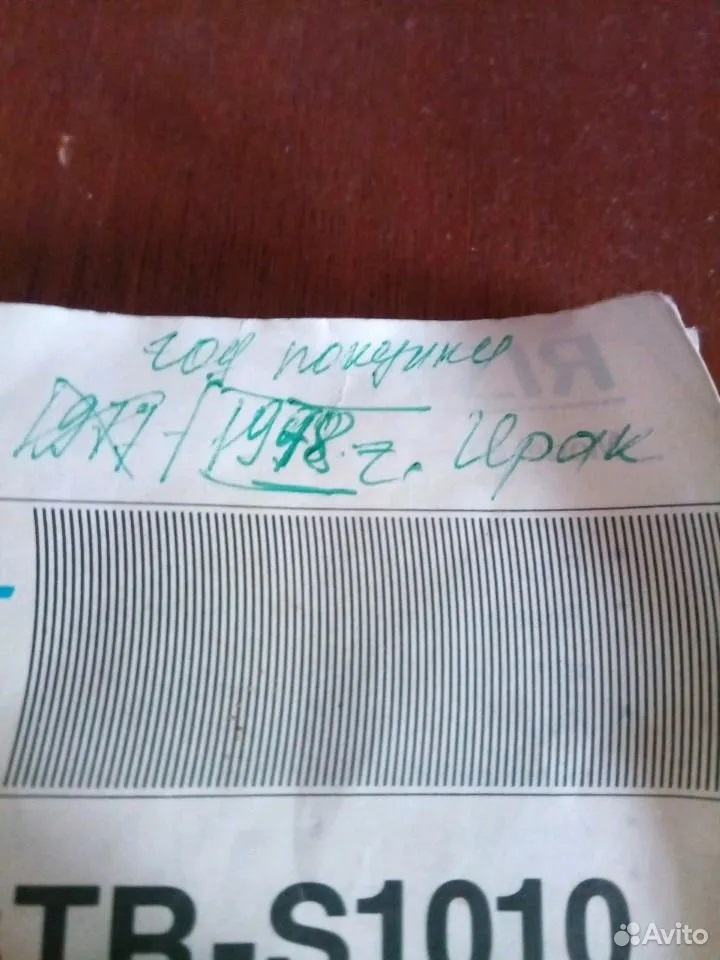 год покупки
1977 - 1978 г. Ирак
TR-S1010
Avito